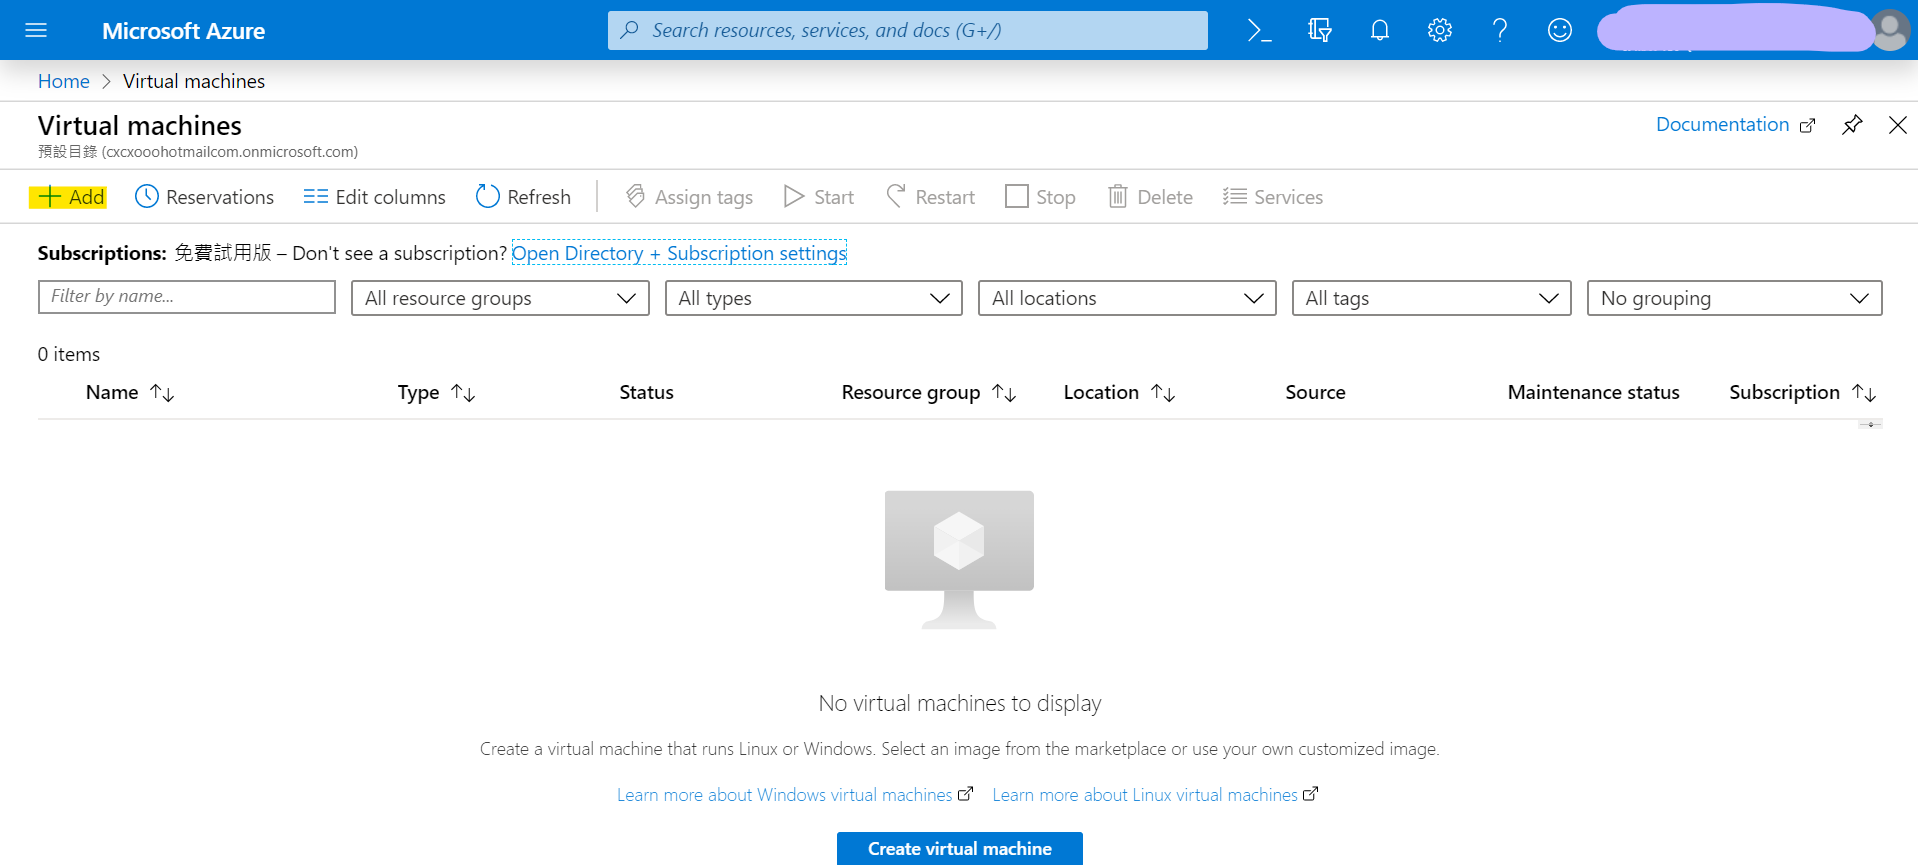 Microsoft Azure
Search resources, services, and docs (G+/)
Home > Virtual machines
Virtual machines
Documentation
預設目錄 (cxcxooohotmailcom.onmicrosoft.com)
Add Reservations Edit columns Refresh Assign tags Start Restart Stop Delete Services
Subscriptions: 免費試用版 – Don't see a subscription? Open Directory + Subscription settings
Filter by name... All resource groups All types All locations All tags No grouping
0 items
Name Type Status Resource group Location Source Maintenance status Subscription
No virtual machines to display
Create a virtual machine that runs Linux or Windows. Select an image from the marketplace or use your own customized image.
Learn more about Windows virtual machines Learn more about Linux virtual machines
Create virtual machine